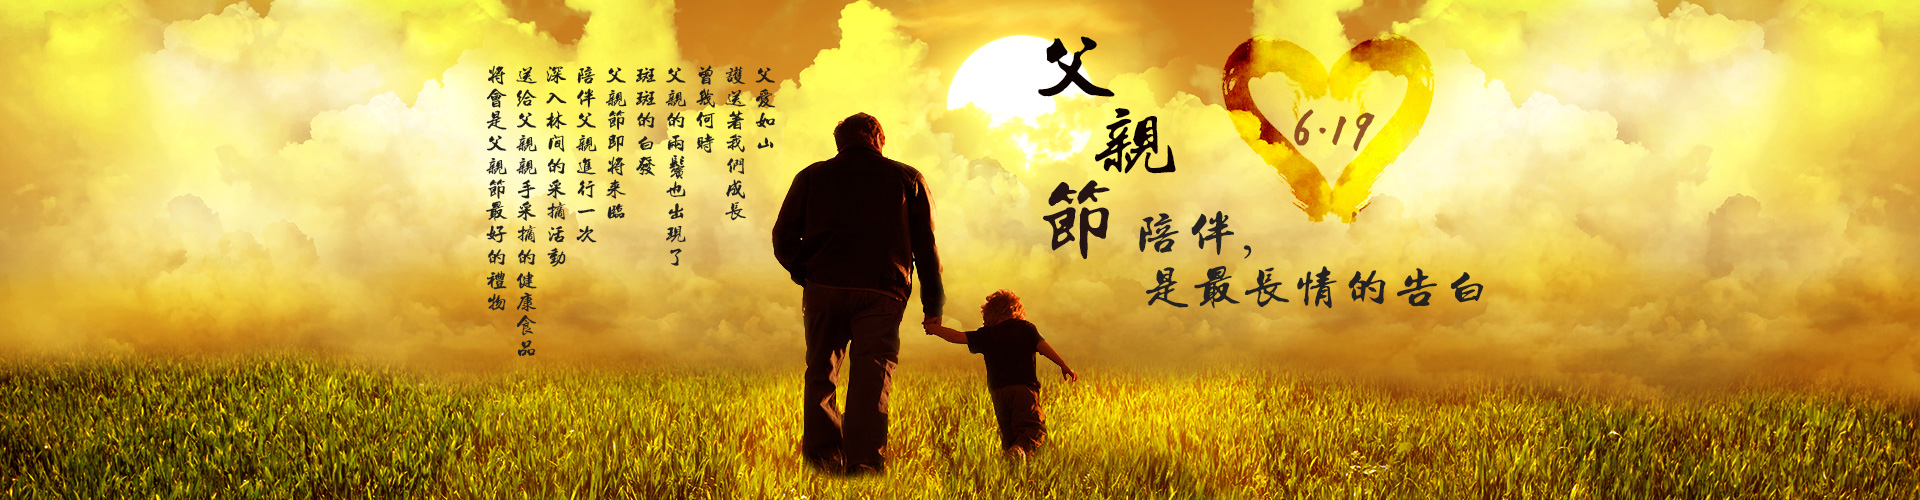 父愛如山
護送著我們成長
曾幾何時
父親的兩鬢也出現了
斑斑的白發
父親節即將来臨
陪伴父親進行一次
深入林间的采摘活動
送给父親親手采摘的健康食品
將會是父親節最好的禮物
父親節
6·19
陪伴，
是最長情的告白